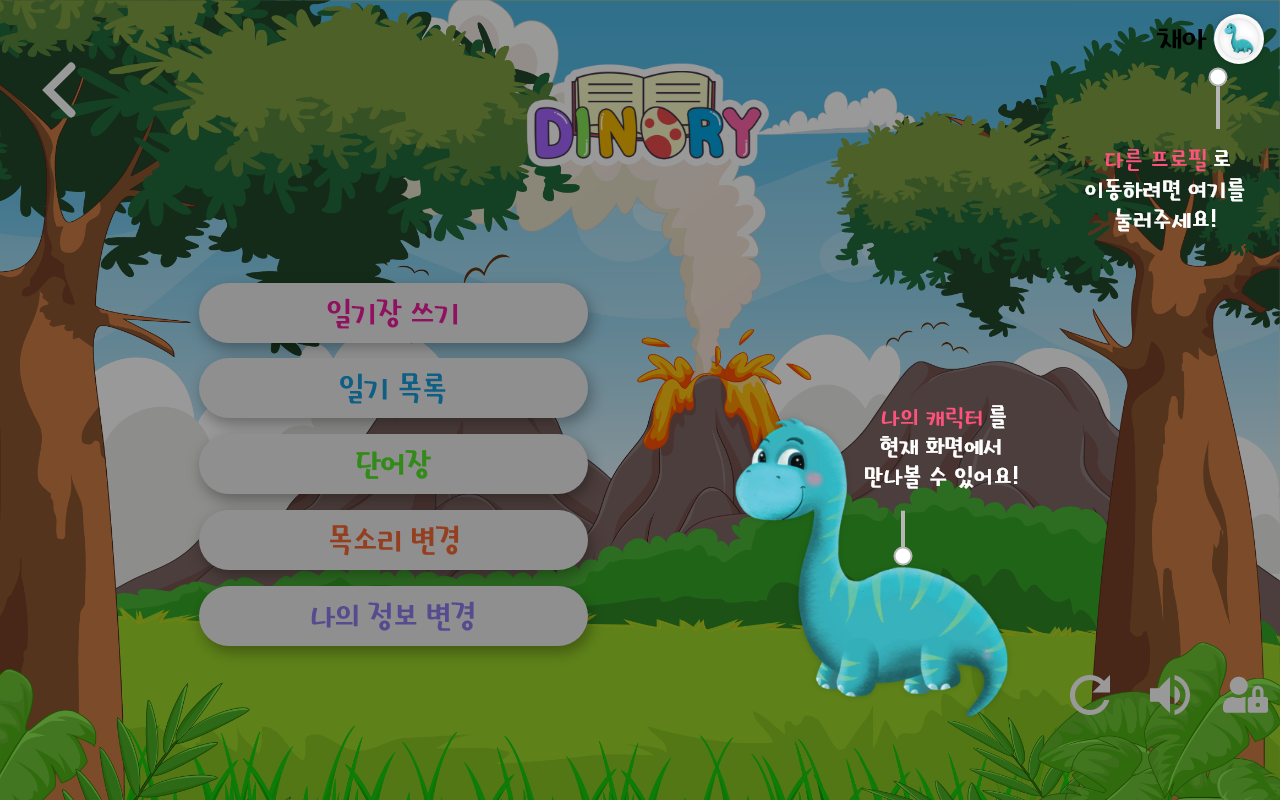 채아
DINORY
다른 프로필 로
이동하려면 여기를
눌러주세요!
일기장 쓰기
일기 목록
단어장
목소리 변경
나의 정보 변경
나의 캐릭터 를
현재 화면에서
만나볼 수 있어요!